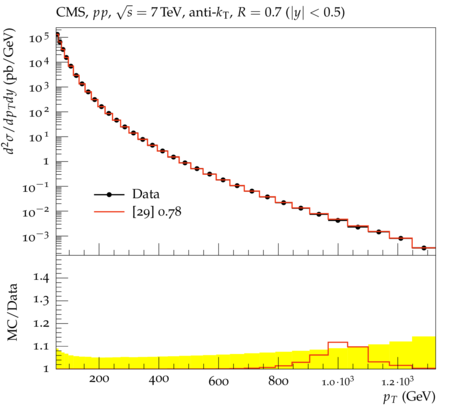 CMS, pp, √s = 7 TeV, anti-kT, R = 0.7 (|y| < 0.5)
d²σ/dpTdy (pb/GeV)
10⁵
10⁴
10³
10²
10¹
1
10⁻¹
10⁻²
10⁻³
Data
[29] 0.78
MC/Data
1.4
1.3
1.2
1.1
1
200 400 600 800 1.0·10³ 1.2·10³
pT (GeV)